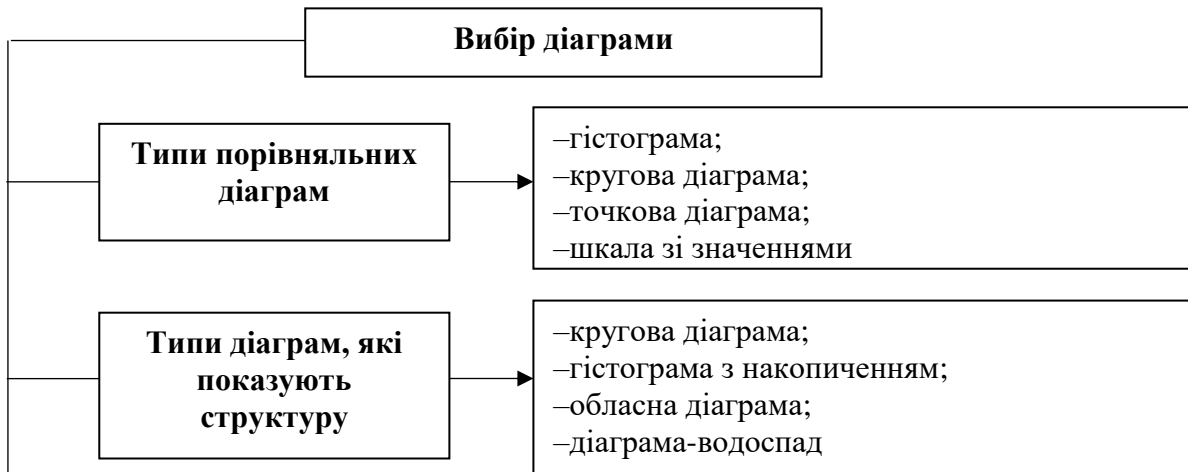 Вибір діаграми
Типи порівняльних
діаграм
–гістограма;
–кругова діаграма;
–точкова діаграма;
–шкала зі значеннями
Типи діаграм, які
показують
структуру
–кругова діаграма;
–гістограма з накопиченням;
–обласна діаграма;
–діаграма-водоспад